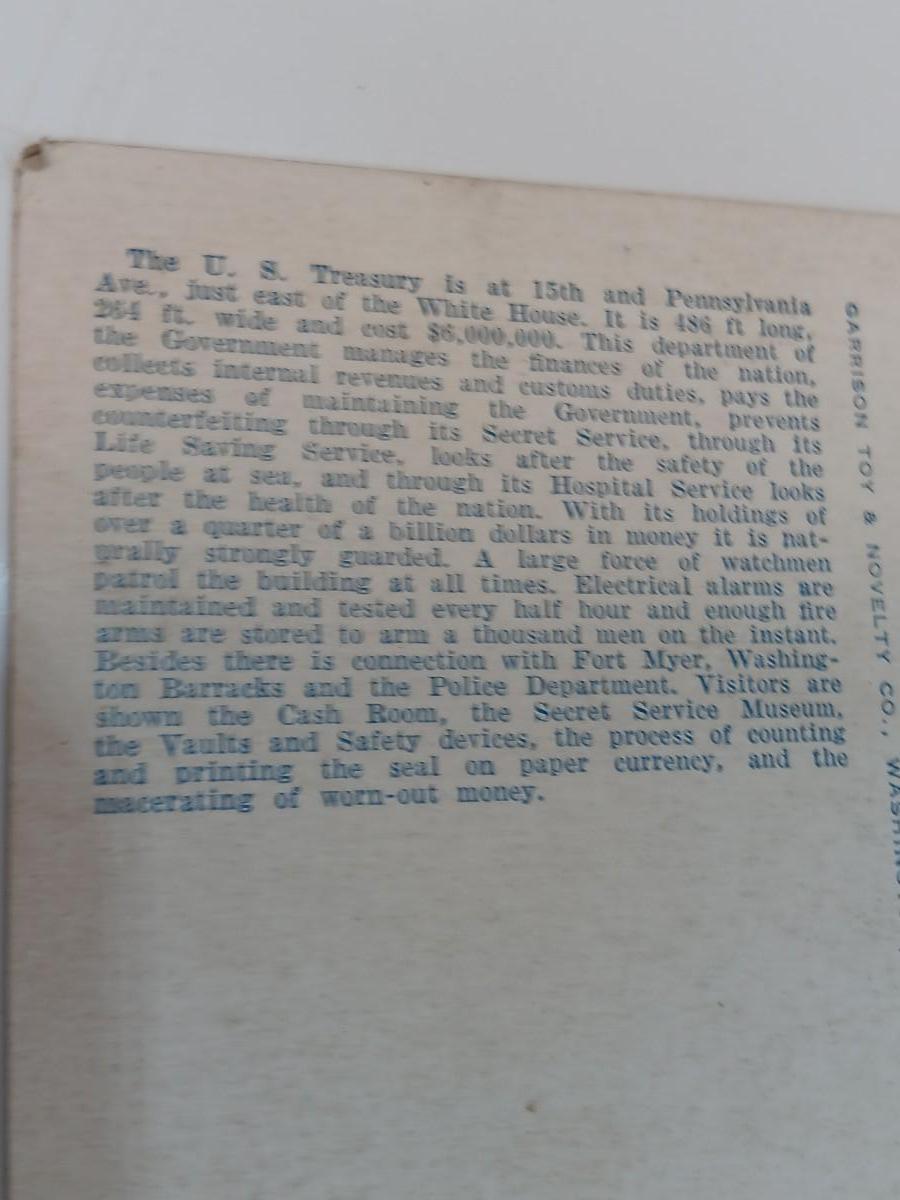 The U. S. Treasury is at 15th and Pennsylvania
Ave., just east of the White House. It is 486 ft long,
264 ft. wide and cost $6,000,000. This department of
the Government manages the finances of the nation,
collects internal revenues and customs duties, pays the
expenses of maintaining the Government, prevents
counterfeiting through its Secret Service, through its
Life Saving Service, looks after the safety of the
people at sea, and through its Hospital Service looks
after the health of the nation. With its holdings of
over a quarter of a billion dollars in money it is nat-
urally strongly guarded. A large force of watchmen
patrol the building at all times. Electrical alarms are
maintained and tested every half hour and enough fire
arms are stored to arm a thousand men on the instant.
Besides there is connection with Fort Myer, Washing-
ton Barracks and the Police Department. Visitors are
shown the Cash Room, the Secret Service Museum,
the Vaults and Safety devices, the process of counting
and printing the seal on paper currency, and the
macerating of worn-out money.
GARRISON TOY & NOVELTY CO.,